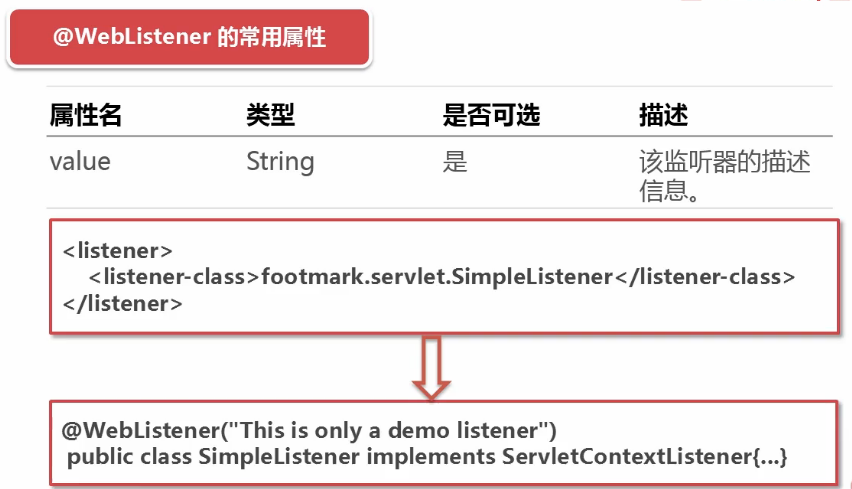 @WebListener 的常用属性
属性名 类型 是否可选 描述
value String 是 该监听器的描述
信息。
<listener>
<listener-class>footmark.servlet.SimpleListener</listener-class>
</listener>
@WebListener("This is only a demo listener")
public class SimpleListener implements ServletContextListener{...}